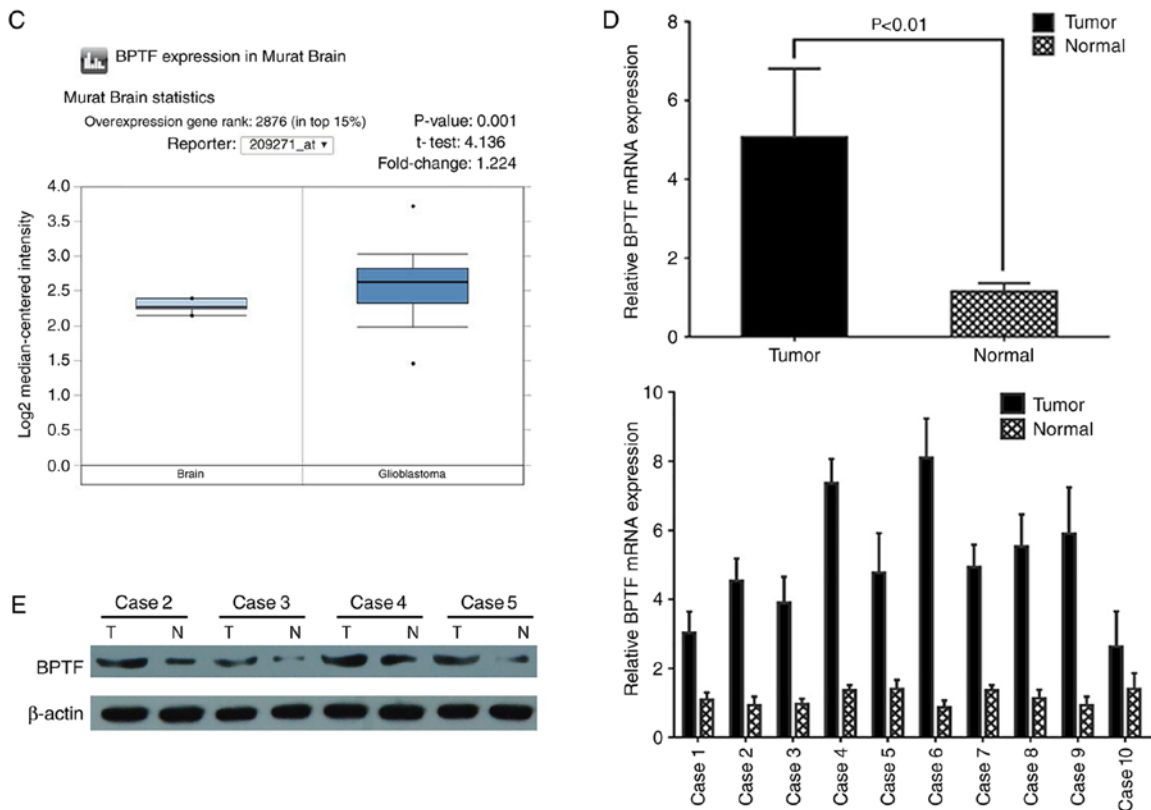 C
BPTF expression in Murat Brain
Murat Brain statistics
Overexpression gene rank: 2876 (in top 15%)
Reporter: 209271_at
P-value: 0.001
t- test: 4.136
Fold-change: 1.224
Log2 median-centered intensity
4.0
3.5
3.0
2.5
2.0
1.5
1.0
0.5
0.0
Brain Glioblastoma
D
Relative BPTF mRNA expression
8
6
4
2
0
P<0.01
Tumor
Normal
Tumor Normal
Relative BPTF mRNA expression
10
8
6
4
2
0
Tumor
Normal
Case 1 Case 2 Case 3 Case 4 Case 5 Case 6 Case 7 Case 8 Case 9 Case 10
E
Case 2 Case 3 Case 4 Case 5
T N T N T N T N
BPTF
β-actin